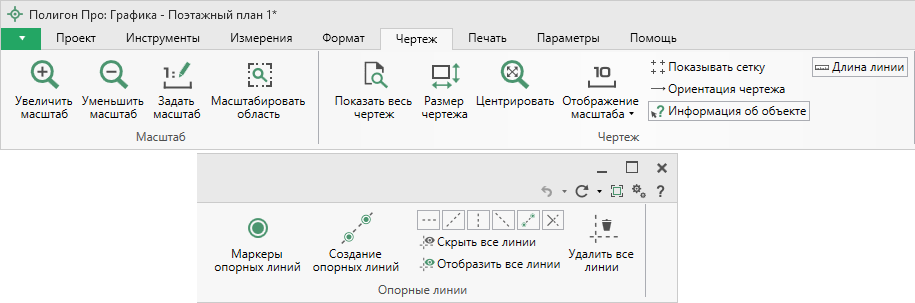 Полигон Про: Графика - Поэтажный план 1*
Проект Инструменты Измерения Формат Чертеж Печать Параметры Помощь
Увеличить масштаб
Уменьшить масштаб
1:
Задать масштаб
Масштабировать область
Масштаб
Показать весь чертеж
Размер чертежа
Центрировать
10
Отображение масштаба
Показывать сетку
Ориентация чертежа
Информация об объекте
Длина линии
Чертеж
?
Маркеры опорных линий
Создание опорных линий
Скрыть все линии
Отобразить все линии
Удалить все линии
Опорные линии